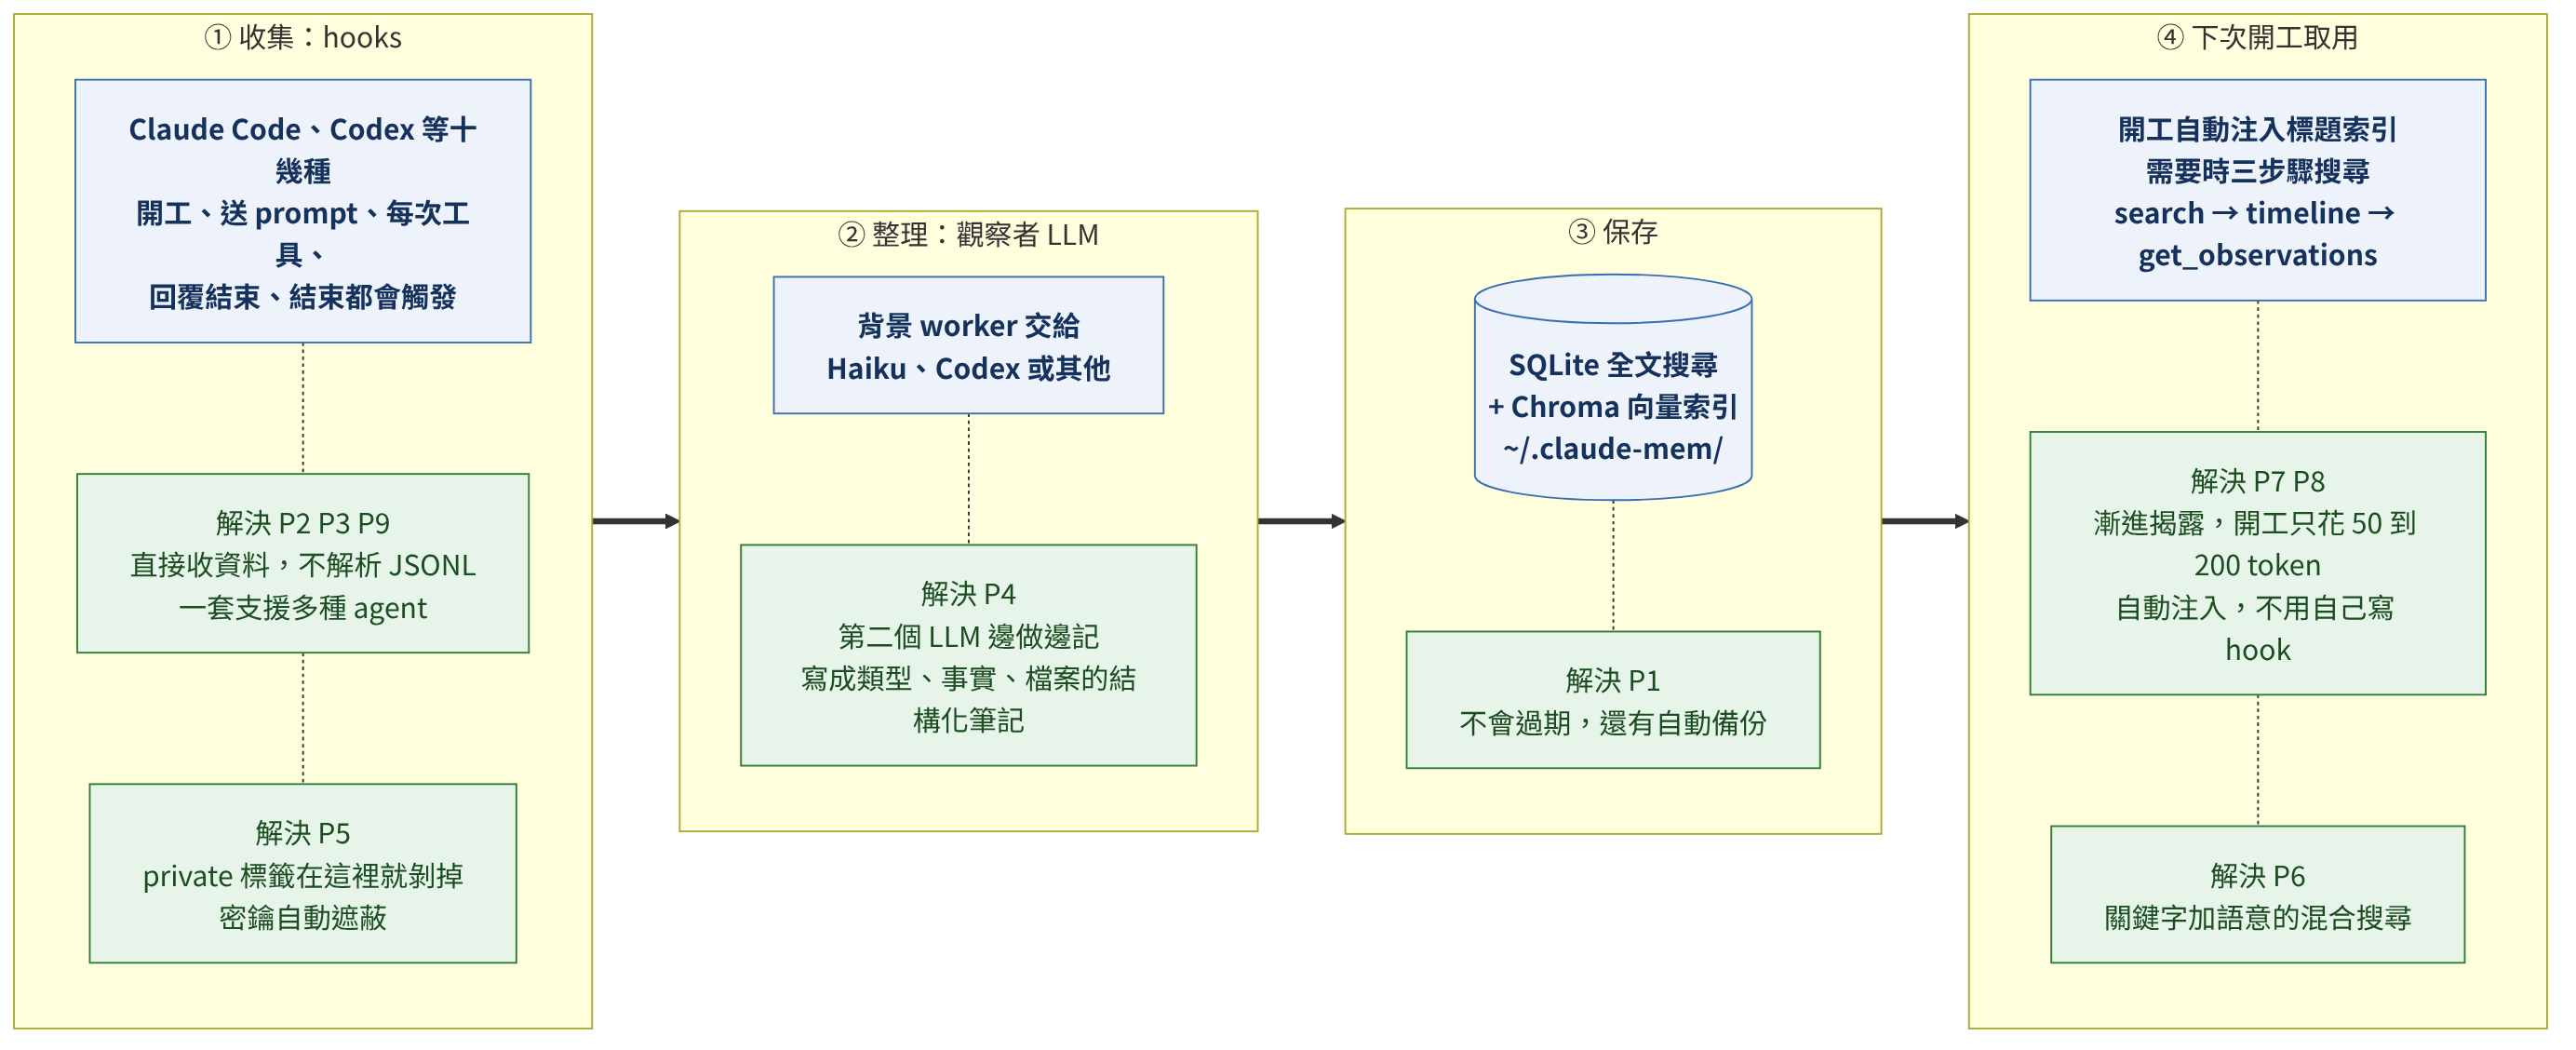 ① 收集：hooks
Claude Code、Codex 等十
幾種
開工、送 prompt、每次工
具、
回覆結束、結束都會觸發
解決 P2 P3 P9
直接收資料，不解析 JSONL
一套支援多種 agent
解決 P5
private 標籤在這裡就剝掉
密鑰自動遮蔽
② 整理：觀察者 LLM
背景 worker 交給
Haiku、Codex 或其他
解決 P4
第二個 LLM 邊做邊記
寫成類型、事實、檔案的結
構化筆記
③ 保存
SQLite 全文搜尋
+ Chroma 向量索引
~/.claude-mem/
解決 P1
不會過期，還有自動備份
④ 下次開工取用
開工自動注入標題索引
需要時三步驟搜尋
search → timeline →
get_observations
解決 P7 P8
漸進揭露，開工只花 50 到
200 token
自動注入，不用自己寫
hook
解決 P6
關鍵字加語意的混合搜尋